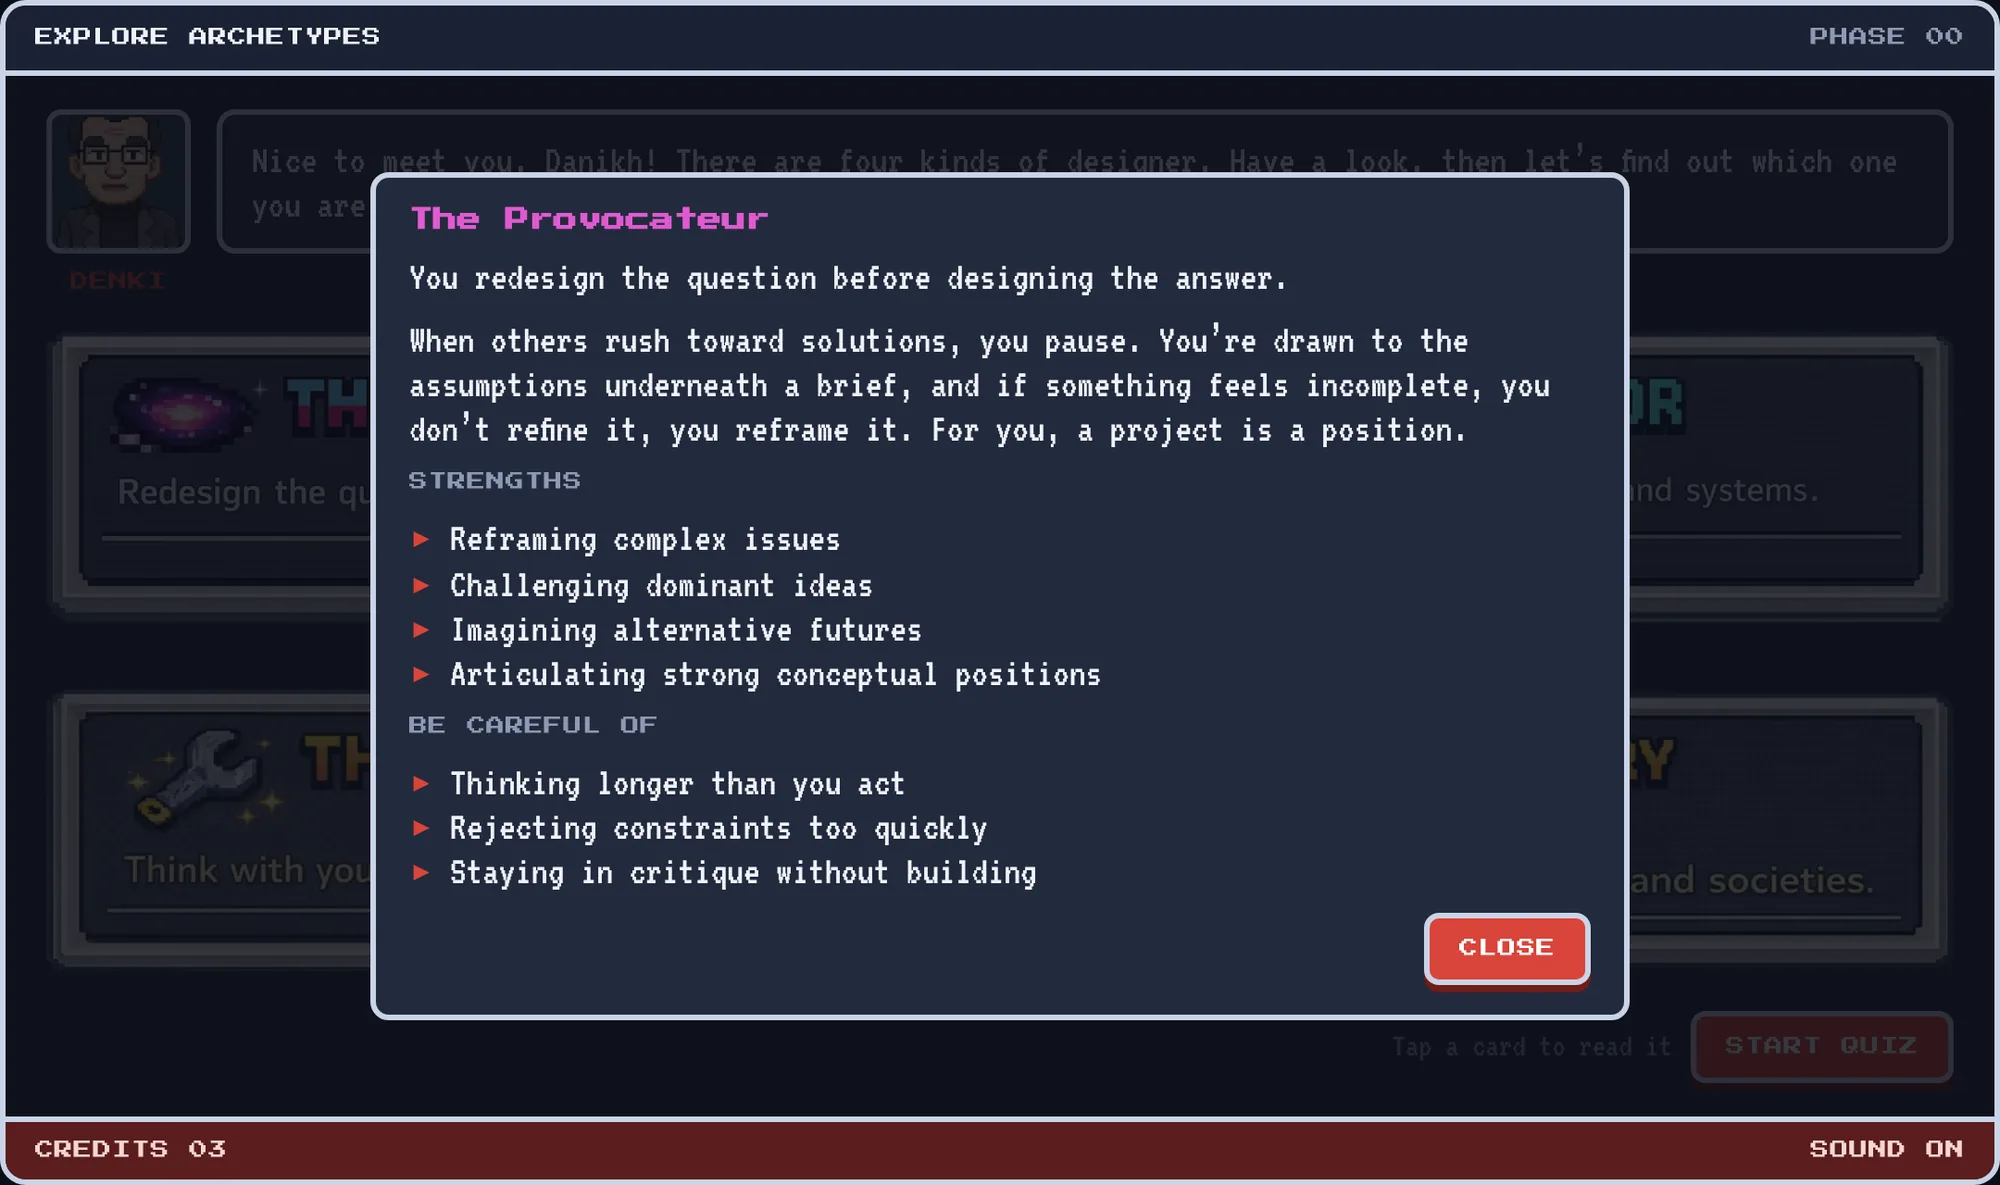 EXPLORE ARCHETYPES
PHASE 00
Nice to meet you, Danikh! There are four kinds of designer. Have a look, then let's find out which one
you are
DENKI
The Provocateur
You redesign the question before designing the answer.
When others rush toward solutions, you pause. You're drawn to the
assumptions underneath a brief, and if something feels incomplete, you
don't refine it, you reframe it. For you, a project is a position.
STRENGTHS
► Reframing complex issues
► Challenging dominant ideas
► Imagining alternative futures
► Articulating strong conceptual positions
BE CAREFUL OF
► Thinking longer than you act
► Rejecting constraints too quickly
► Staying in critique without building
CLOSE
TH
OR
Redesign the qu
and systems.
TH
RY
Think with you
and societies.
Tap a card to read it
START QUIZ
CREDITS 03
SOUND ON